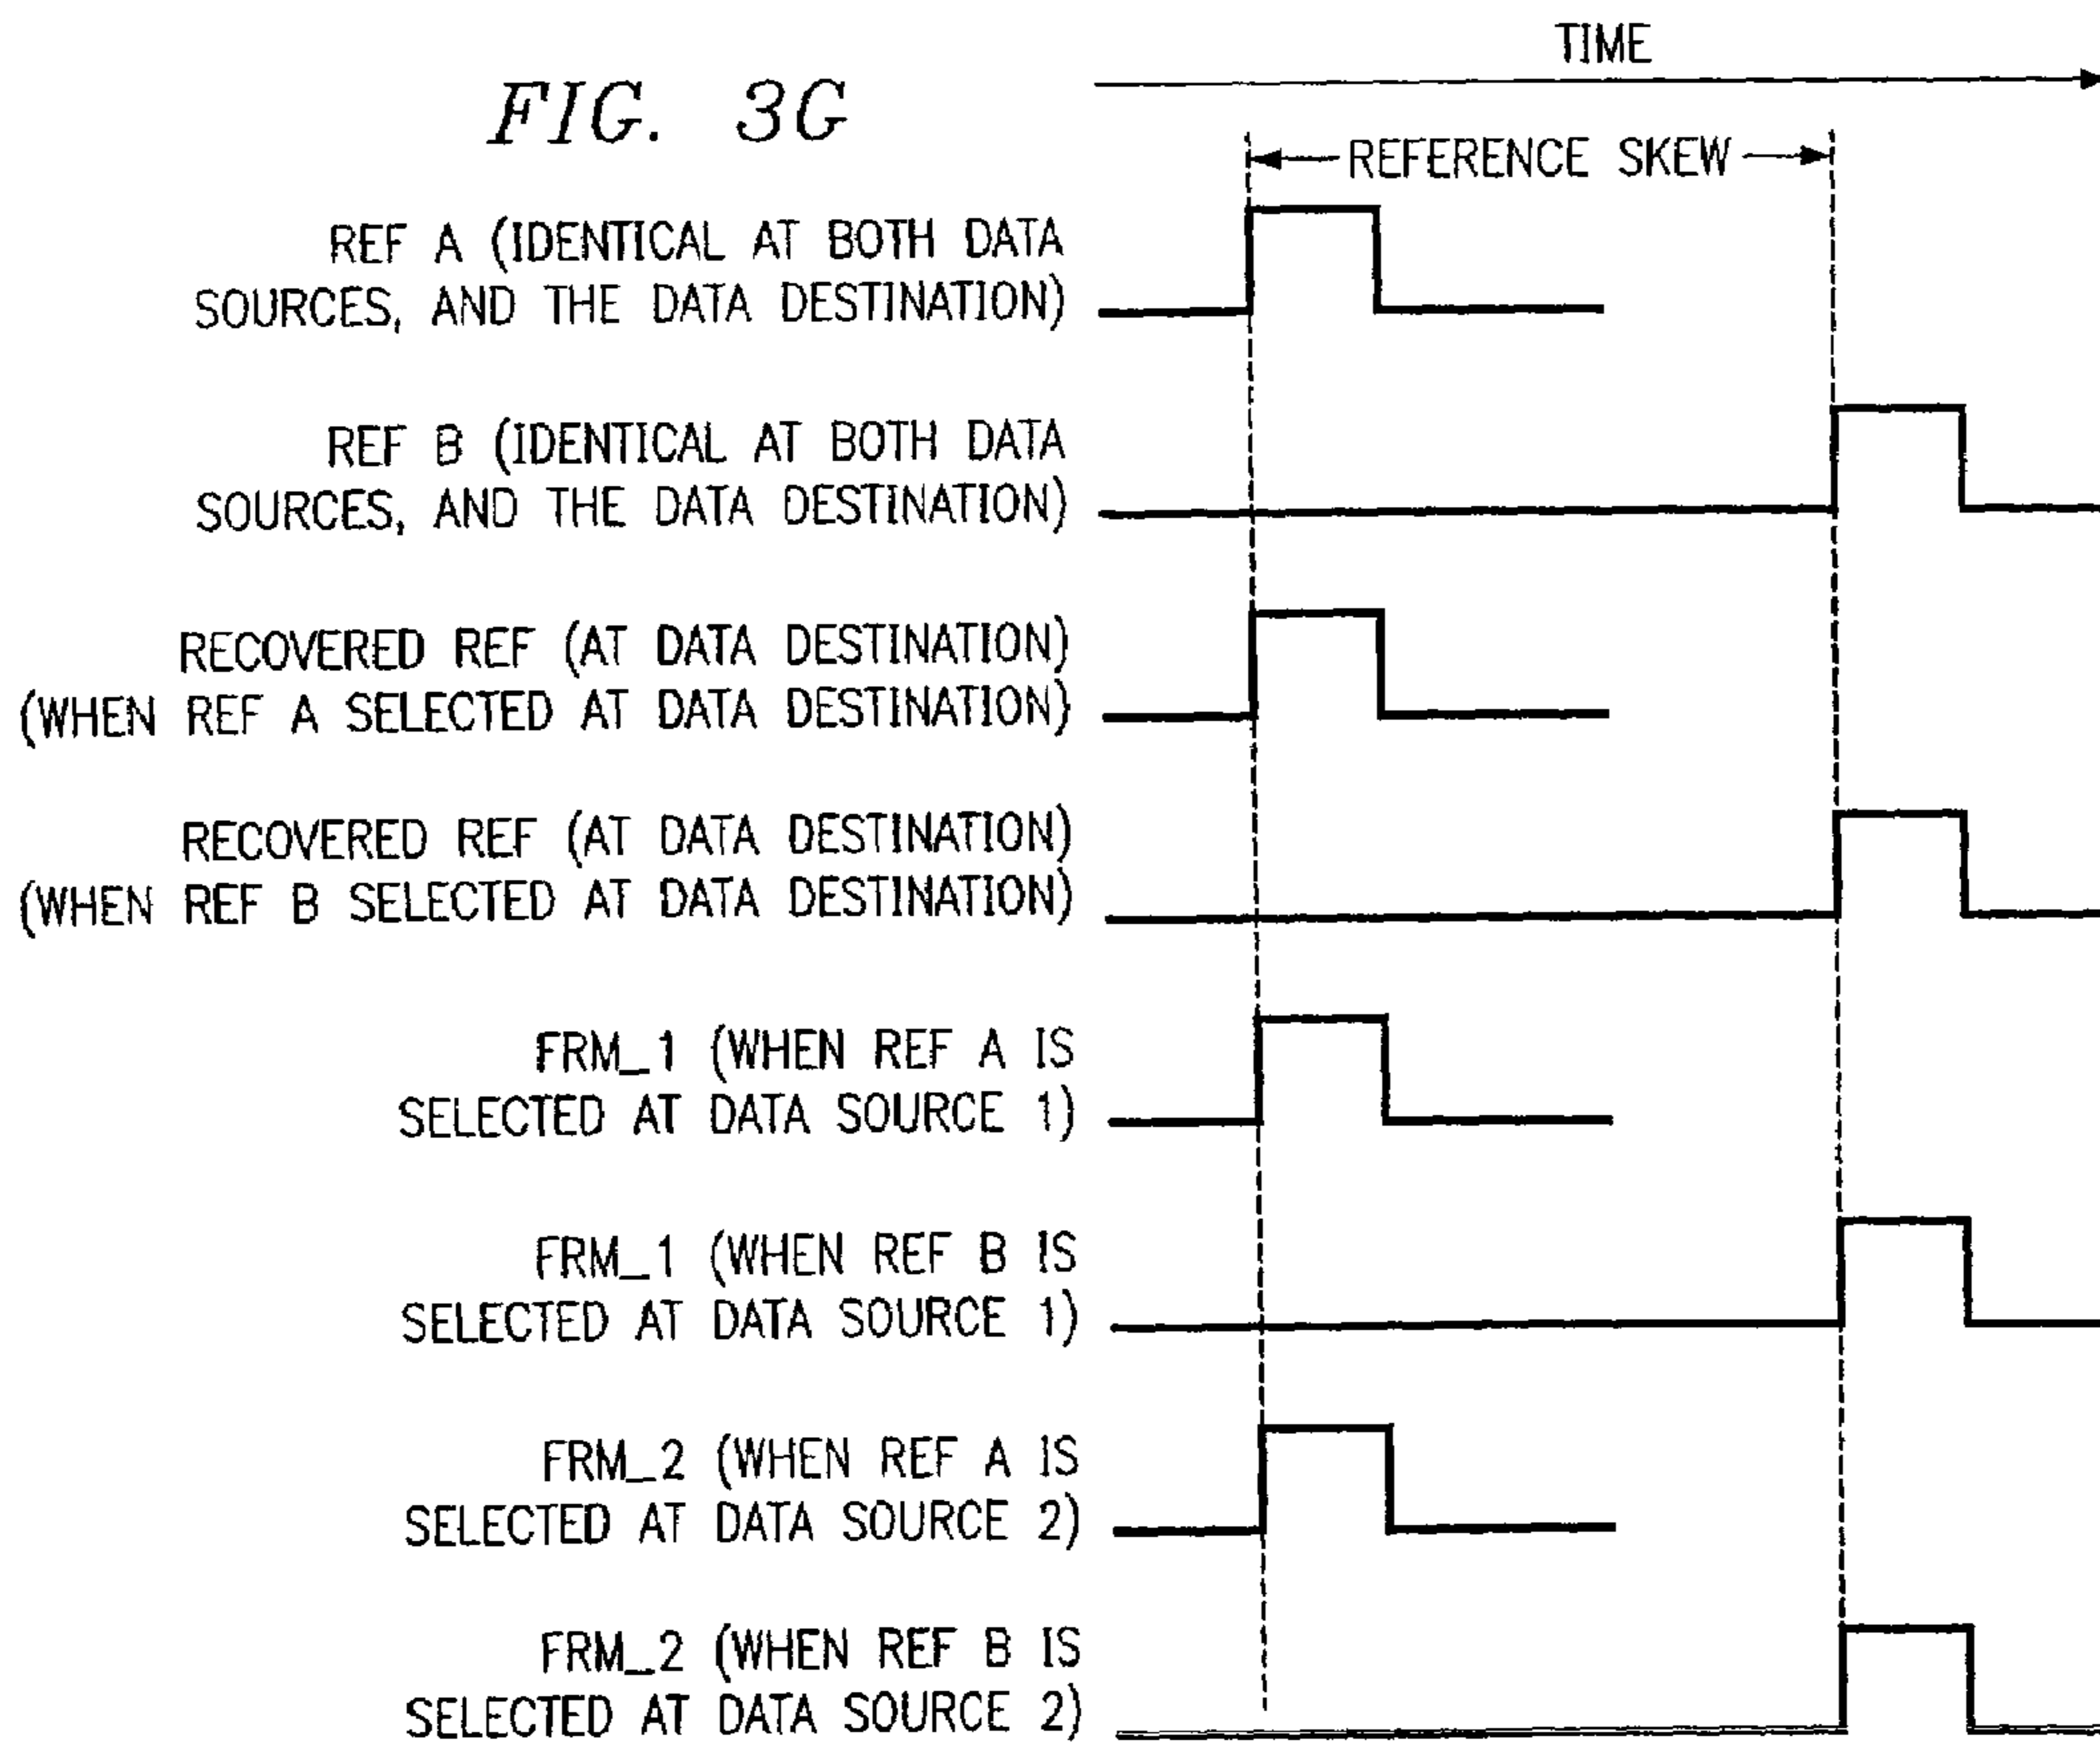 TIME
FIG. 3G
REFERENCE SKEW
REF A (IDENTICAL AT BOTH DATA
SOURCES, AND THE DATA DESTINATION)
REF B (IDENTICAL AT BOTH DATA
SOURCES, AND THE DATA DESTINATION)
RECOVERED REF (AT DATA DESTINATION)
(WHEN REF A SELECTED AT DATA DESTINATION)
RECOVERED REF (AT DATA DESTINATION)
(WHEN REF B SELECTED AT DATA DESTINATION)
FRM_1 (WHEN REF A IS
SELECTED AT DATA SOURCE 1)
FRM_1 (WHEN REF B IS
SELECTED AT DATA SOURCE 1)
FRM_2 (WHEN REF A IS
SELECTED AT DATA SOURCE 2)
FRM_2 (WHEN REF B IS
SELECTED AT DATA SOURCE 2)